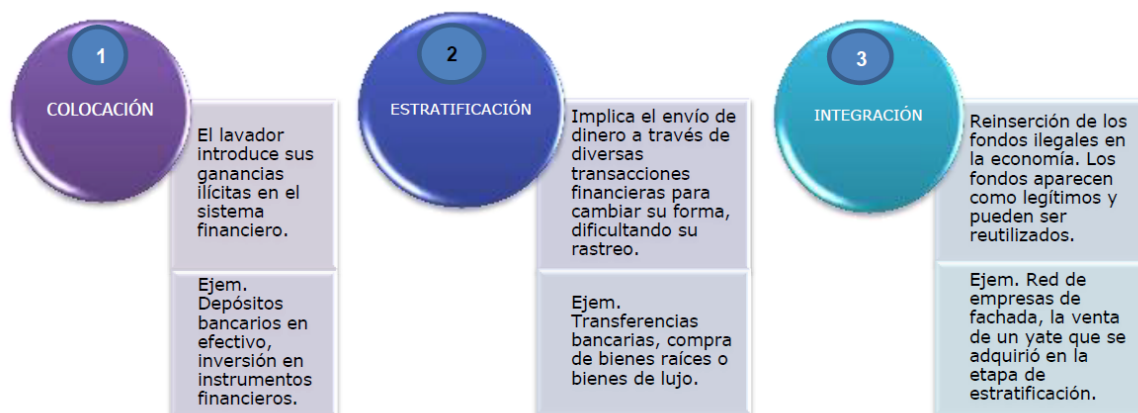 1
COLOCACIÓN
El lavador
introduce sus
ganancias
ilícitas en el
sistema
financiero.
Ejem.
Depósitos
bancarios en
efectivo,
inversión en
instrumentos
financieros.
2
ESTRATIFICACIÓN
Implica el envío de
dinero a través de
diversas
transacciones
financieras para
cambiar su forma,
dificultando su
rastreo.
Ejem.
Transferencias
bancarias, compra
de bienes raíces o
bienes de lujo.
3
INTEGRACIÓN
Reinserción de los
fondos ilegales en
la economía. Los
fondos aparecen
como legítimos y
pueden ser
reutilizados.
Ejem. Red de
empresas de
fachada, la venta
de un yate que se
adquirió en la
etapa de
estratificación.